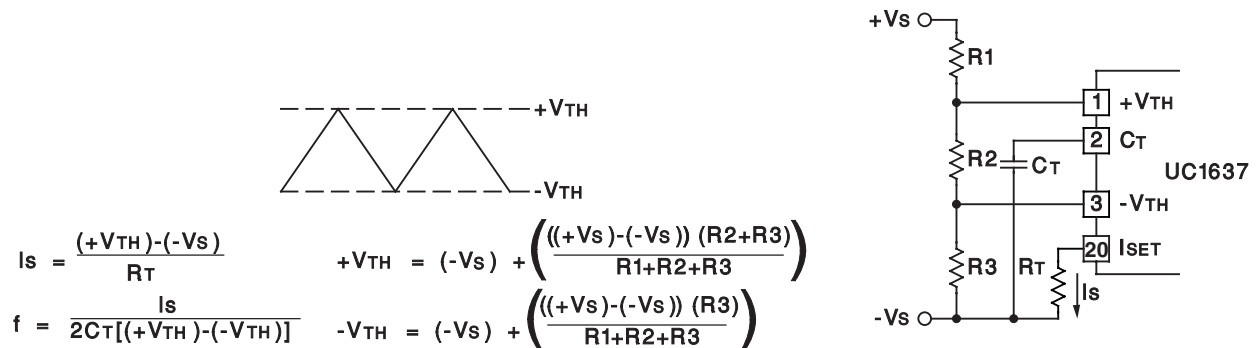 +VTH
-VTH
Is = (+VTH)-(-VS) / RT
+VTH = (-VS) + (((+VS)-(-VS)) (R2+R3) / R1+R2+R3)
f = Is / 2CT[(+VTH)-(-VTH)]
-VTH = (-VS) + (((+VS)-(-VS)) (R3) / R1+R2+R3)
+VS
R1
1 +VTH
2 CT
R2
CT
UC1637
3 -VTH
20 ISET
R3
RT
Is
-VS